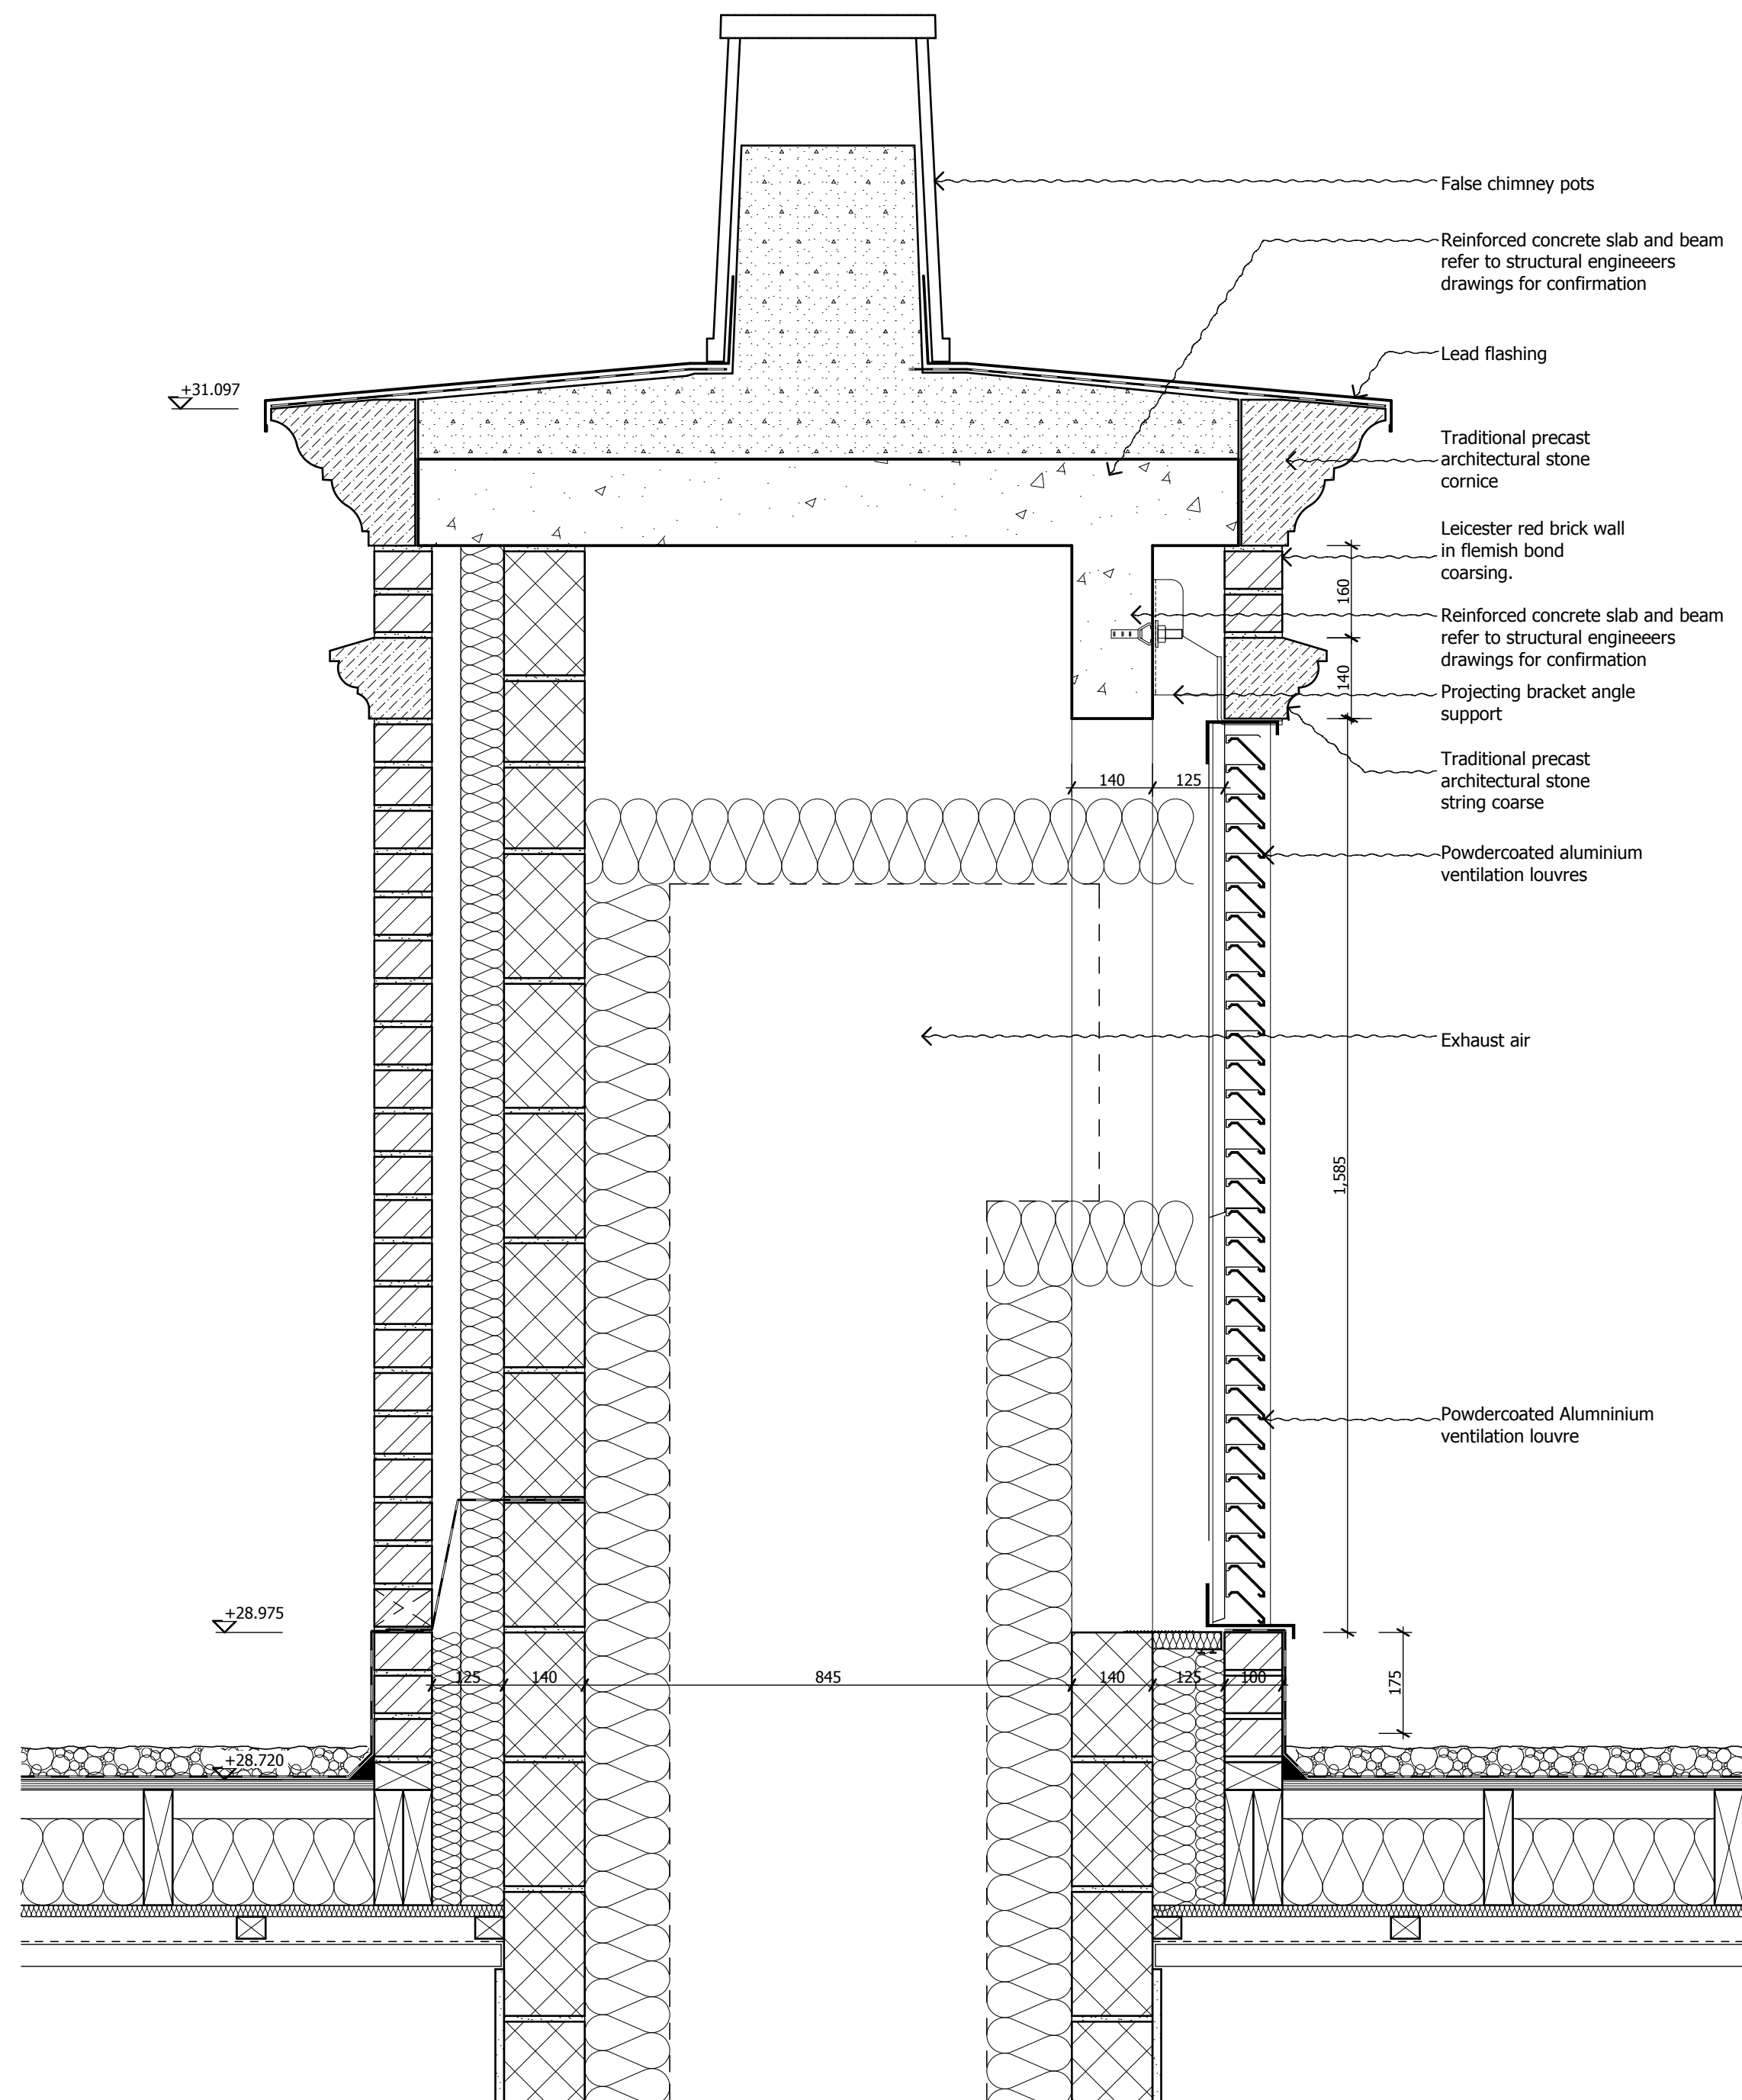 False chimney pots
Reinforced concrete slab and beam
refer to structural engineeers
drawings for confirmation
Lead flashing
+31.097
Traditional precast
architectural stone
cornice
Leicester red brick wall
in flemish bond
coarsing.
160
Reinforced concrete slab and beam
refer to structural engineeers
drawings for confirmation
140
Projecting bracket angle
support
Traditional precast
architectural stone
string coarse
140 125
Powdercoated aluminium
ventilation louvres
Exhaust air
1,585
Powdercoated Alumninium
ventilation louvre
+28.975
125 140 845 140 125 100
175
+28.720